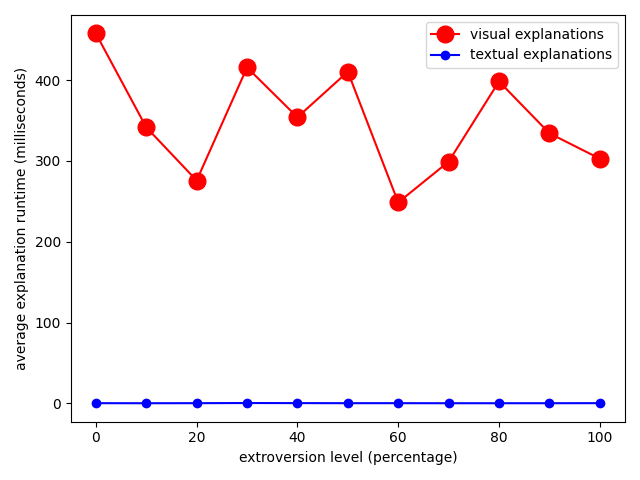 visual explanations
textual explanations
average explanation runtime (milliseconds)
400
300
200
100
0
0 20 40 60 80 100
extroversion level (percentage)